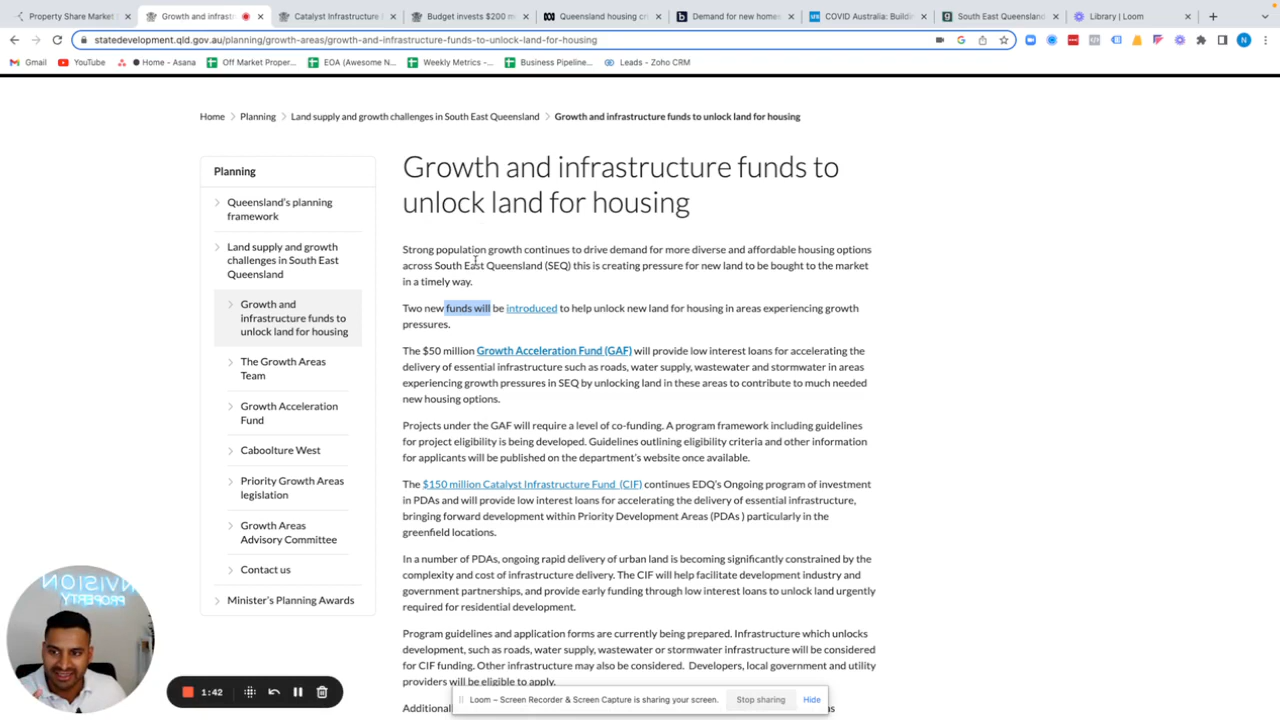 Property Share Market
Growth and infrastr
Catalyst Infrastructure
Budget invests $200 m
Queensland housing cri
Demand for new home
COVID Australia: Buildin
South East Queensland
Library | Loom
statedevelopment.qld.gov.au/planning/growth-areas/growth-and-infrastructure-funds-to-unlock-land-for-housing
N
Gmail
YouTube
Home - Asana
Off Market Proper...
EOA (Awesome N...
Weekly Metrics -...
Business Pipeline...
Leads - Zoho CRM
Home
Planning
Land supply and growth challenges in South East Queensland
Growth and infrastructure funds to unlock land for housing
Planning
Queensland's planning
framework
Land supply and growth
challenges in South East
Queensland
Growth and
infrastructure funds to
unlock land for housing
The Growth Areas
Team
Growth Acceleration
Fund
Caboolture West
Priority Growth Areas
legislation
Growth Areas
Advisory Committee
Contact us
Minister's Planning Awards
Growth and infrastructure funds to
unlock land for housing
Strong population growth continues to drive demand for more diverse and affordable housing options
across South East Queensland (SEQ) this is creating pressure for new land to be bought to the market
in a timely way.
Two new funds will be introduced to help unlock new land for housing in areas experiencing growth
pressures.
The $50 million Growth Acceleration Fund (GAF) will provide low interest loans for accelerating the
delivery of essential infrastructure such as roads, water supply, wastewater and stormwater in areas
experiencing growth pressures in SEQ by unlocking land in these areas to contribute to much needed
new housing options.
Projects under the GAF will require a level of co-funding. A program framework including guidelines
for project eligibility is being developed. Guidelines outlining eligibility criteria and other information
for applicants will be published on the department's website once available.
The $150 million Catalyst Infrastructure Fund (CIF) continues EDQ's Ongoing program of investment
in PDAs and will provide low interest loans for accelerating the delivery of essential infrastructure,
bringing forward development within Priority Development Areas (PDAs ) particularly in the
greenfield locations.
In a number of PDAs, ongoing rapid delivery of urban land is becoming significantly constrained by the
complexity and cost of infrastructure delivery. The CIF will help facilitate development industry and
government partnerships, and provide early funding through low interest loans to unlock land urgently
required for residential development.
Program guidelines and application forms are currently being prepared. Infrastructure which unlocks
development, such as roads, water supply, wastewater or stormwater infrastructure will be considered
for CIF funding. Other infrastructure may also be considered. Developers, local government and utility
providers will be eligible to apply.
Additional
NVISION
PROPERTY
1:42
Loom – Screen Recorder & Screen Capture is sharing your screen.
Stop sharing
Hide